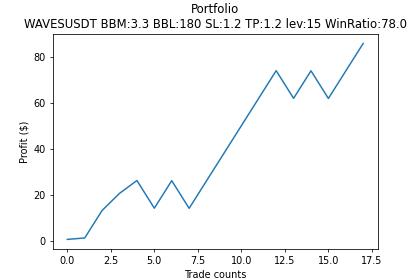 Portfolio
WAVESUSDT BBM:3.3 BBL:180 SL:1.2 TP:1.2 lev:15 WinRatio:78.0
Profit ($)
80
60
40
20
0
0.0 2.5 5.0 7.5 10.0 12.5 15.0 17.5
Trade counts